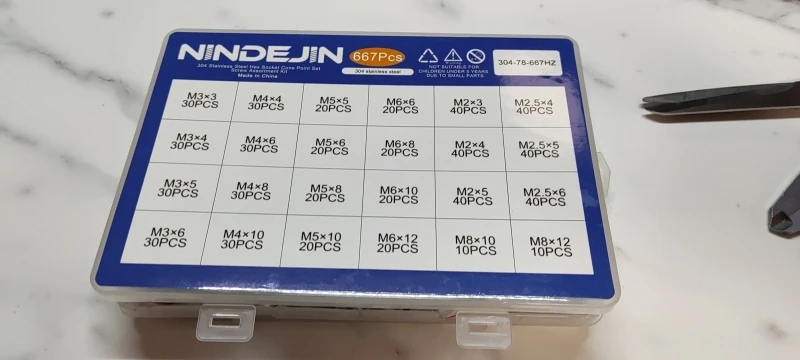 NINDEJIN 667Pcs
304 Stainless Steel Hex Socket Cone Point Set
Screw Assortment Kit
Made in China
304 stainless steel
NOT SUITABLE FOR
CHILDREN UNDER 5 YEARS
DUE TO SMALL PARTS
304-78-667HZ
M3×3 M4×4 M5×5 M6×6 M2×3 M2.5×4
30PCS 30PCS 20PCS 20PCS 40PCS 40PCS
M3×4 M4×6 M5×6 M6×8 M2×4 M2.5×5
30PCS 30PCS 20PCS 20PCS 40PCS 40PCS
M3×5 M4×8 M5×8 M6×10 M2×5 M2.5×6
30PCS 30PCS 20PCS 20PCS 40PCS 40PCS
M3×6 M4×10 M5×10 M6×12 M8×10 M8×12
30PCS 30PCS 20PCS 20PCS 10PCS 10PCS